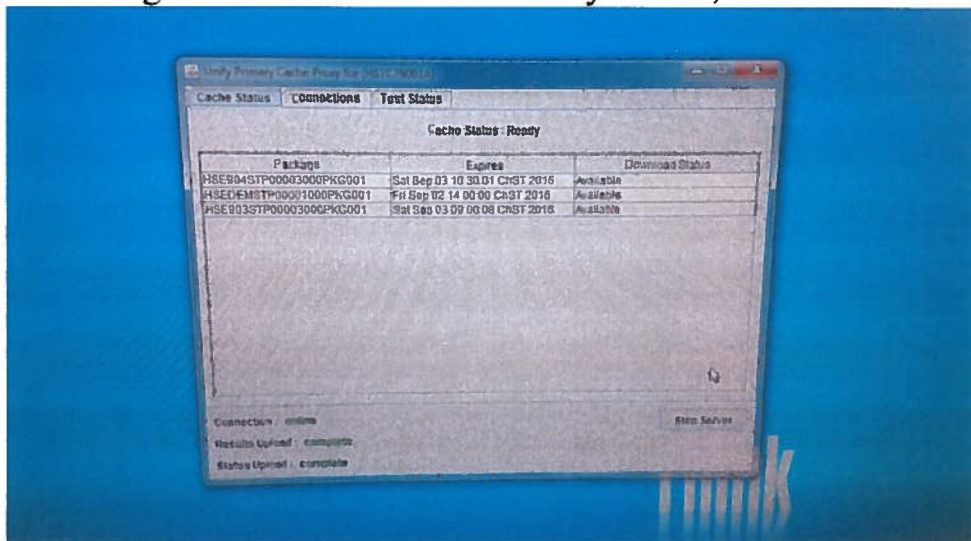 Unify Primary Cache Proxy for
Cache Status Connections Test Status
Cache Status : Ready
Package Expires Download Status
HSE904STP00003000PKG001 Sat Sep 03 10:30:01 ChST 2016 Available
HSEDEMSTP00001000PKG001 Fri Sep 02 14:00:00 ChST 2016 Available
HSE903STP00003000PKG001 Sat Sep 03 09:00:08 ChST 2016 Available
Connection : online
Stop Server
Results Upload : complete
Status Upload : complete